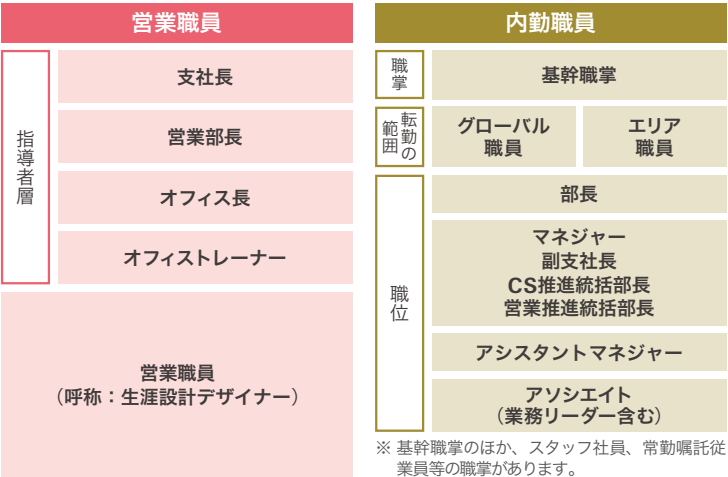 営業職員
指導者層
支社長
営業部長
オフィス長
オフィストレーナー
営業職員
（呼称：生涯設計デザイナー）
内勤職員
職掌
基幹職掌
転勤の
範囲
グローバル
職員
エリア
職員
職位
部長
マネジャー
副支社長
CS推進統括部長
営業推進統括部長
アシスタントマネジャー
アソシエイト
（業務リーダー含む）
※ 基幹職掌のほか、スタッフ社員、常勤嘱託従
業員等の職掌があります。